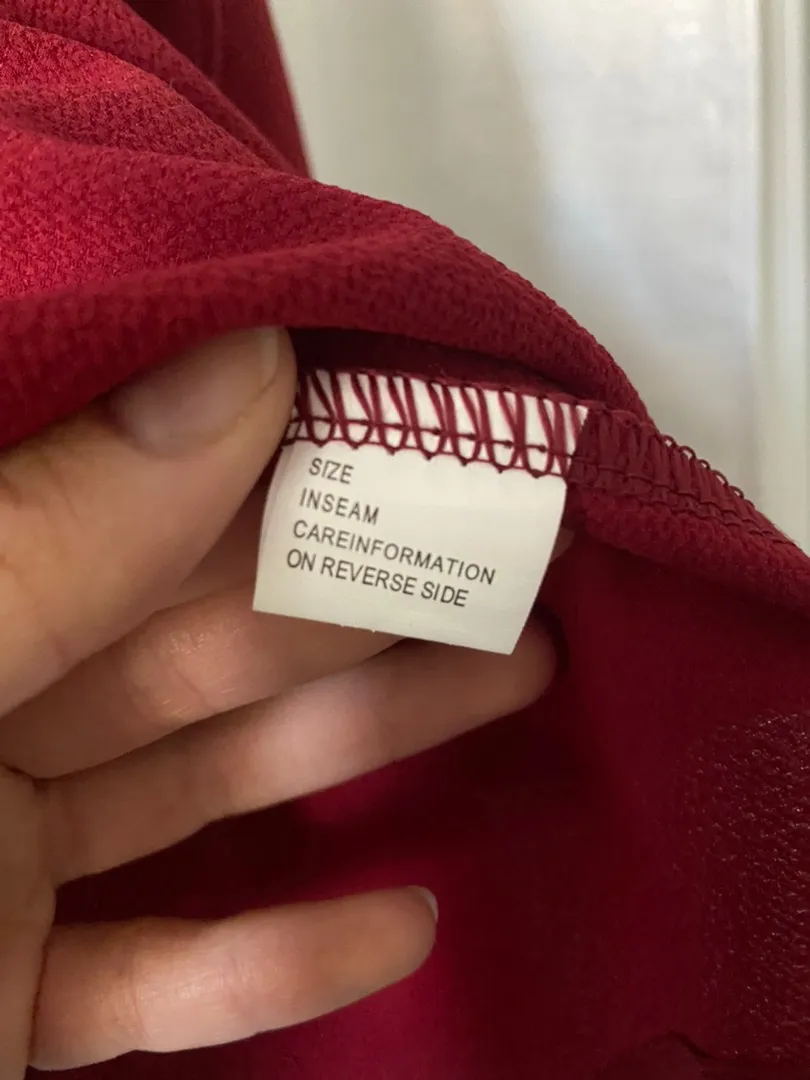 SIZE
INSEAM
CAREINFORMATION
ON REVERSE SIDE